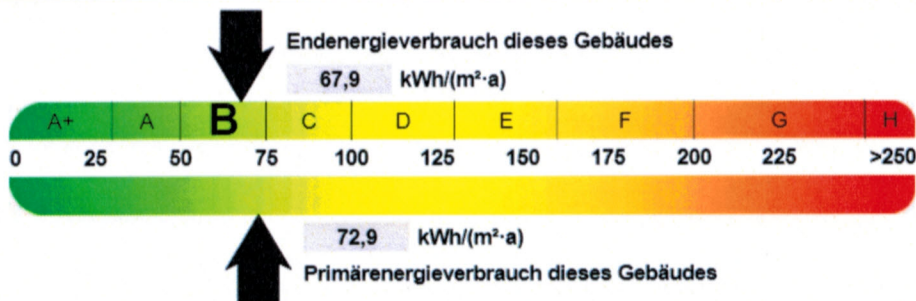 Endenergieverbrauch dieses Gebäudes
67,9 kWh/(m²·a)
A+ A B C D E F G H
0 25 50 75 100 125 150 175 200 225 >250
72,9 kWh/(m²·a)
Primärenergieverbrauch dieses Gebäudes